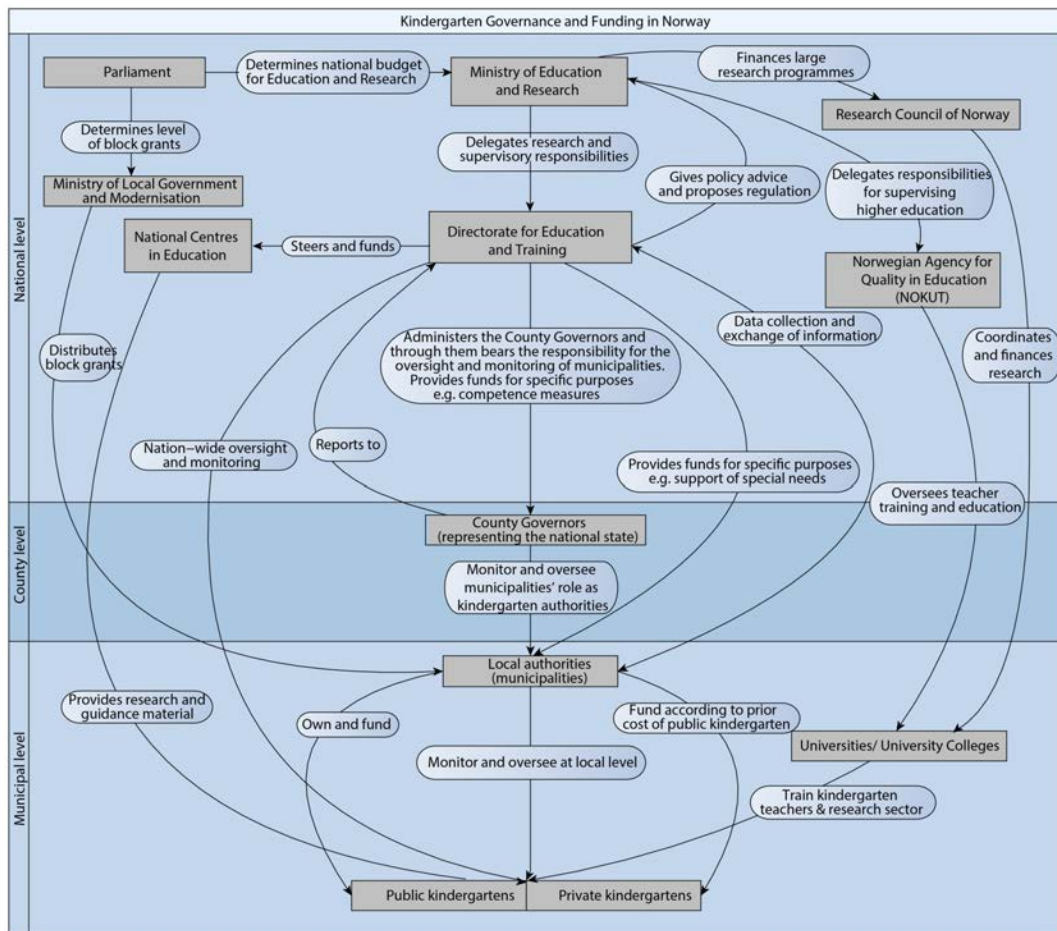 Kindergarten Governance and Funding in Norway
National level
Parliament
Determines national budget
for Education and Research
Ministry of Education
and Research
Finances large
research programmes
Research Council of Norway
Determines level
of block grants
Delegates research and
supervisory responsibilities
Gives policy advice
and proposes regulation
Delegates responsibilities
for supervising
higher education
Ministry of Local Government
and Modernisation
National Centres
in Education
Steers and funds
Directorate for Education
and Training
Norwegian Agency for
Quality in Education
(NOKUT)
Distributes
block grants
Administers the County Governors and
through them bears the responsibility for the
oversight and monitoring of municipalities.
Provides funds for specific purposes
e.g. competence measures
Data collection and
exchange of information
Coordinates
and finances
research
Nation–wide oversight
and monitoring
Reports to
Provides funds for specific purposes
e.g. support of special needs
Oversees teacher
training and education
County level
County Governors
(representing the national state)
Monitor and oversee
municipalities’ role as
kindergarten authorities
Municipal level
Local authorities
(municipalities)
Provides research and
guidance material
Own and fund
Fund according to prior
cost of public kindergarten
Universities/ University Colleges
Monitor and oversee at local level
Train kindergarten
teachers & research sector
Public kindergartens
Private kindergartens